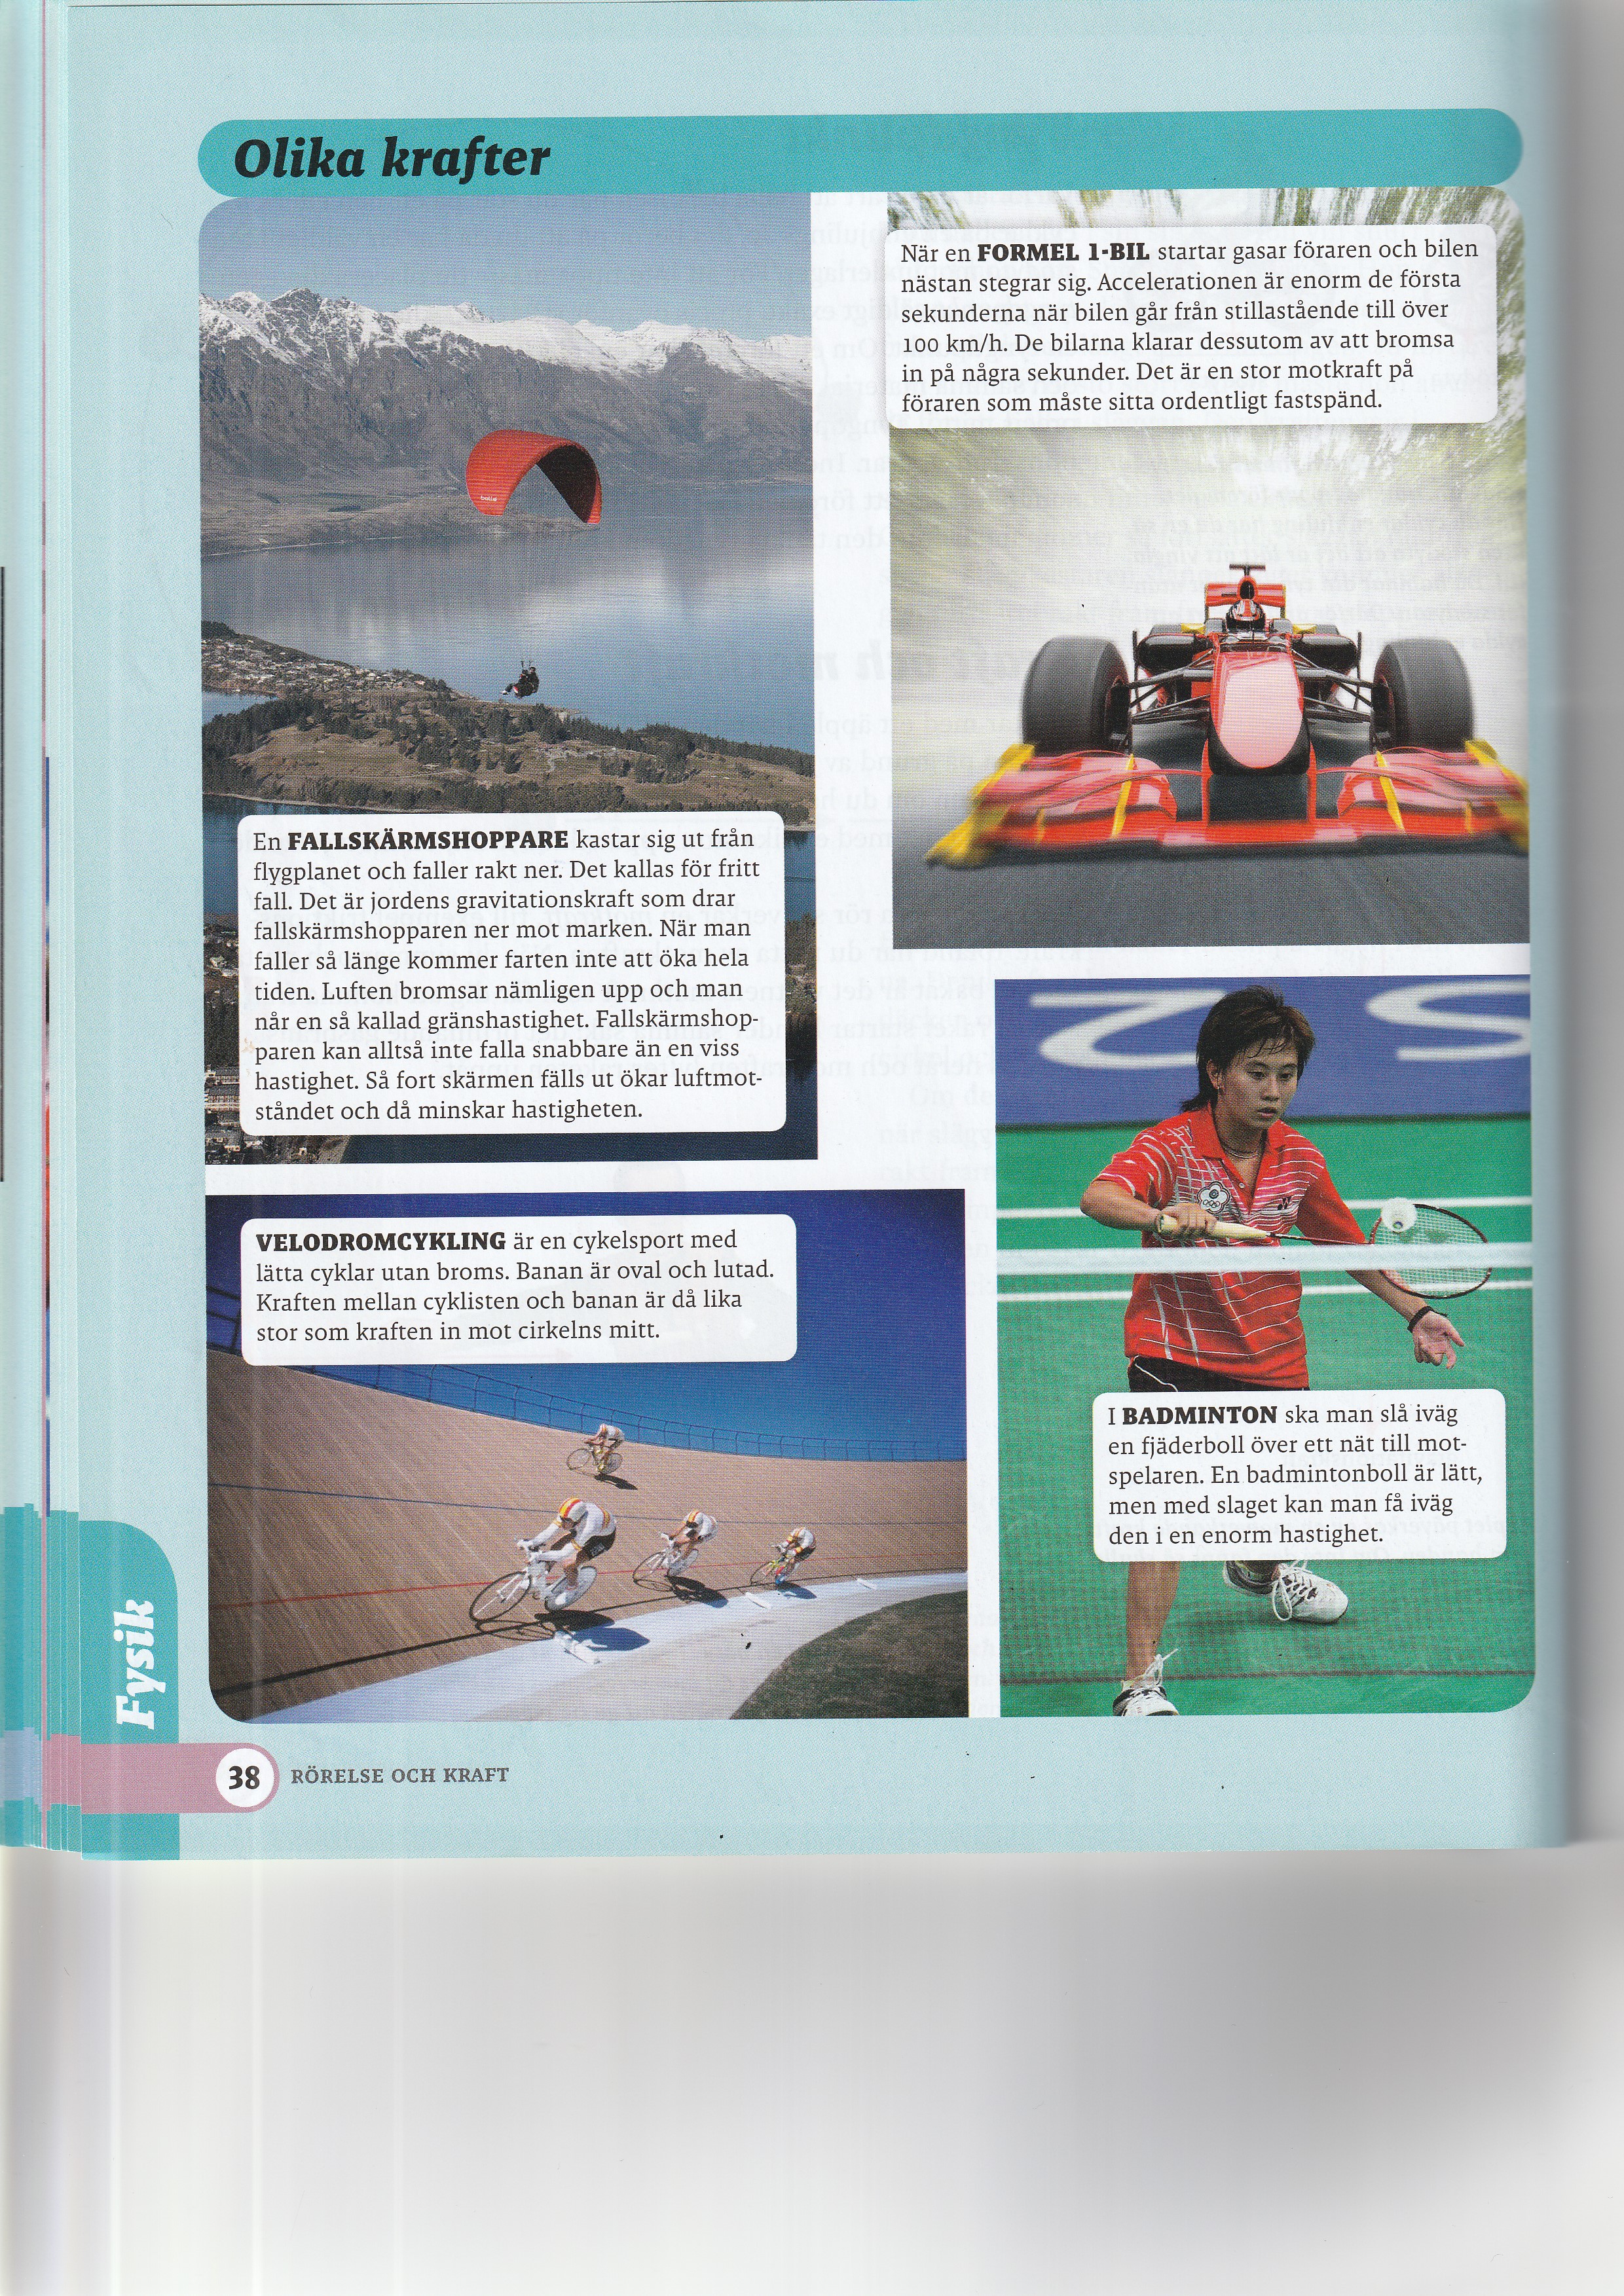 Olika krafter
När en FORMEL 1-BIL startar gasar föraren och bilen
nästan stegrar sig. Accelerationen är enorm de första
sekunderna när bilen går från stillastående till över
100 km/h. De bilarna klarar dessutom av att bromsa
in på några sekunder. Det är en stor motkraft på
föraren som måste sitta ordentligt fastspänd.
En FALLSKÄRMSHOPPARE kastar sig ut från
flygplanet och faller rakt ner. Det kallas för fritt
fall. Det är jordens gravitationskraft som drar
fallskärmshopparen ner mot marken. När man
faller så länge kommer farten inte att öka hela
tiden. Luften bromsar nämligen upp och man
når en så kallad gränshastighet. Fallskärmshop-
paren kan alltså inte falla snabbare än en viss
hastighet. Så fort skärmen fälls ut ökar luftmot-
ståndet och då minskar hastigheten.
VELODROMCYKLING är en cykelsport med
lätta cyklar utan broms. Banan är oval och lutad.
Kraften mellan cyklisten och banan är då lika
stor som kraften in mot cirkelns mitt.
I BADMINTON ska man slå iväg
en fjäderboll över ett nät till mot-
spelaren. En badmintonboll är lätt,
men med slaget kan man få iväg
den i en enorm hastighet.
Fysik
38 RÖRELSE OCH KRAFT